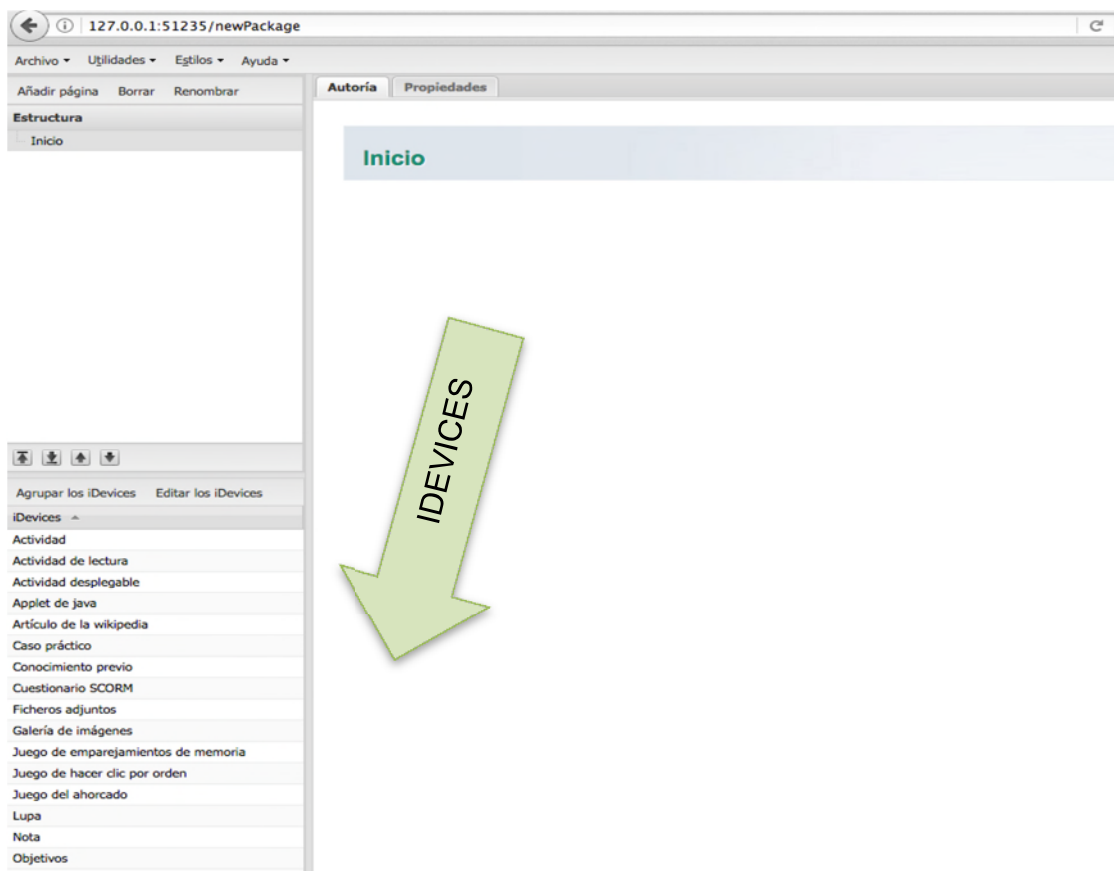 127.0.0.1:51235/newPackage
Archivo Utilidades Estilos Ayuda
Añadir página Borrar Renombrar
Autoría Propiedades
Estructura
Inicio
Inicio
IDEVICES
Agrupar los iDevices Editar los iDevices
iDevices
Actividad
Actividad de lectura
Actividad desplegable
Applet de java
Artículo de la wikipedia
Caso práctico
Conocimiento previo
Cuestionario SCORM
Ficheros adjuntos
Galería de imágenes
Juego de emparejamientos de memoria
Juego de hacer clic por orden
Juego del ahorcado
Lupa
Nota
Objetivos